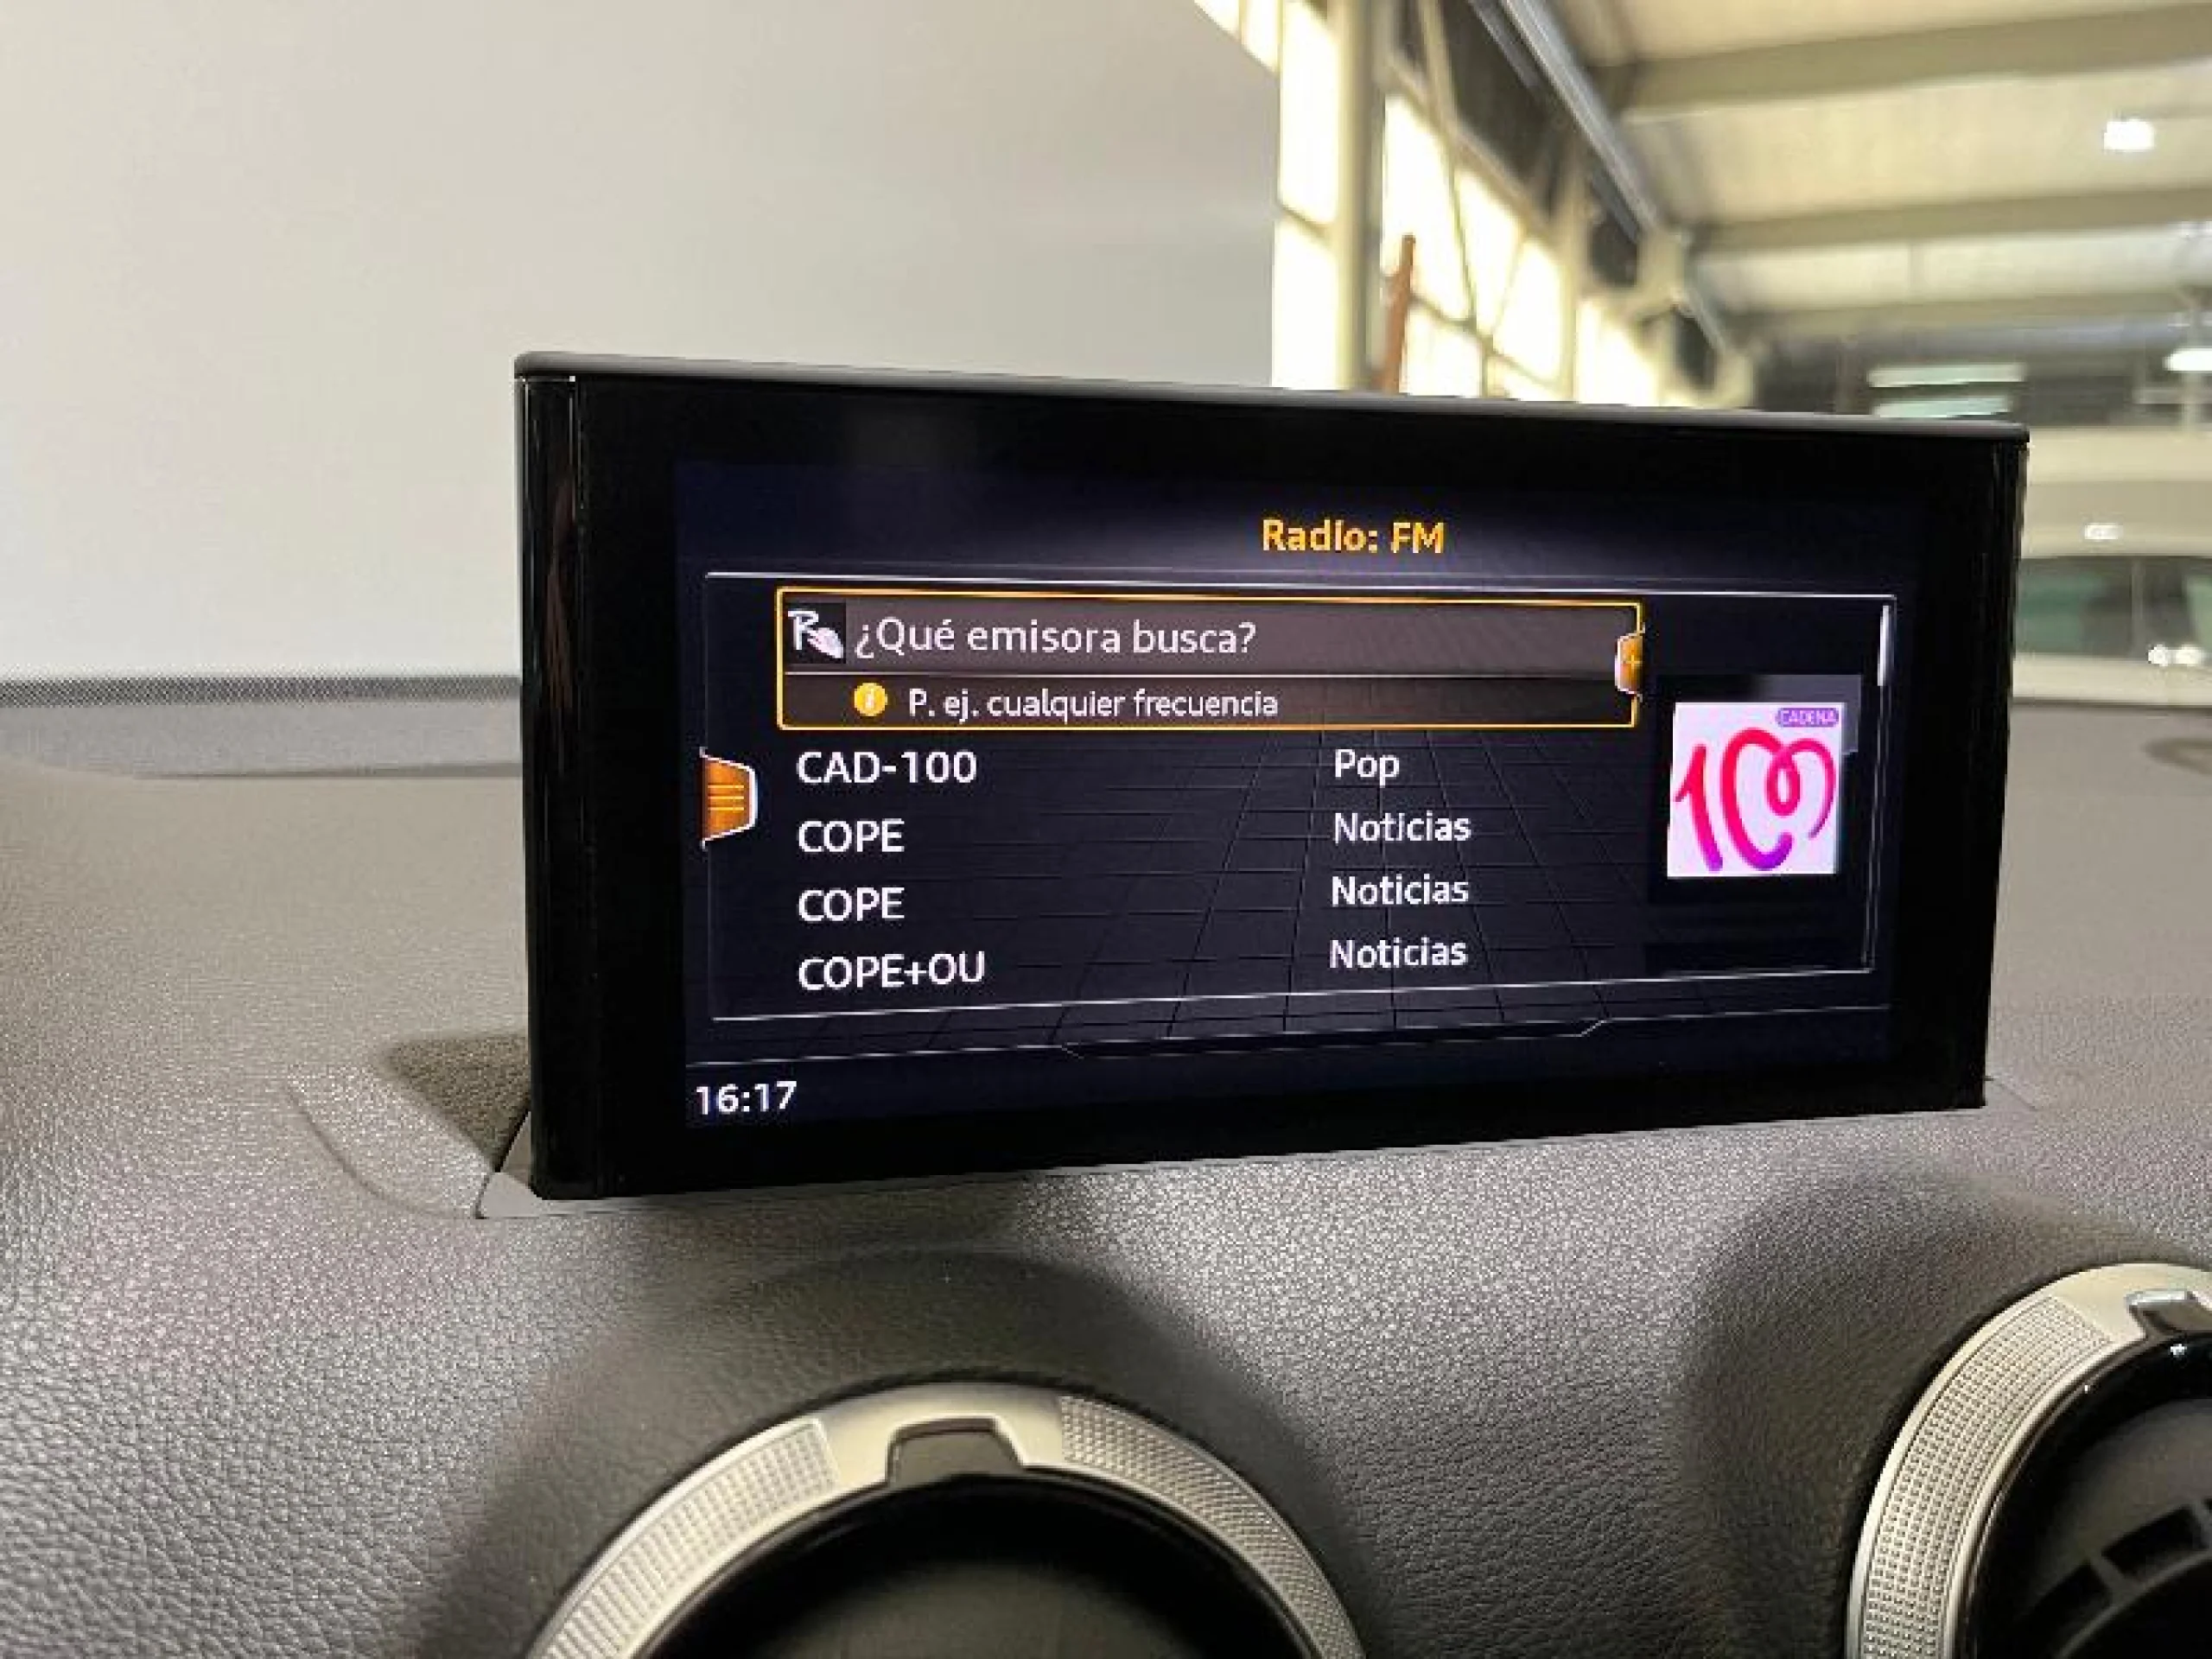 Radio: FM
¿Qué emisora busca?
P. ej. cualquier frecuencia
CAD-100 Pop
CADENA
100
COPE Noticias
COPE Noticias
COPE+OU Noticias
16:17